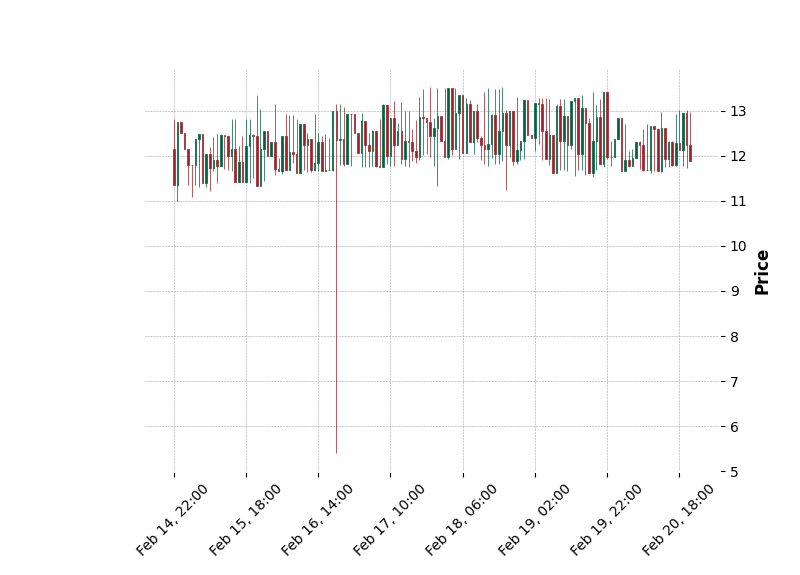 13
12
11
10
9
8
7
6
5
Price
Feb 14, 22:00
Feb 15, 18:00
Feb 16, 14:00
Feb 17, 10:00
Feb 18, 06:00
Feb 19, 02:00
Feb 19, 22:00
Feb 20, 18:00